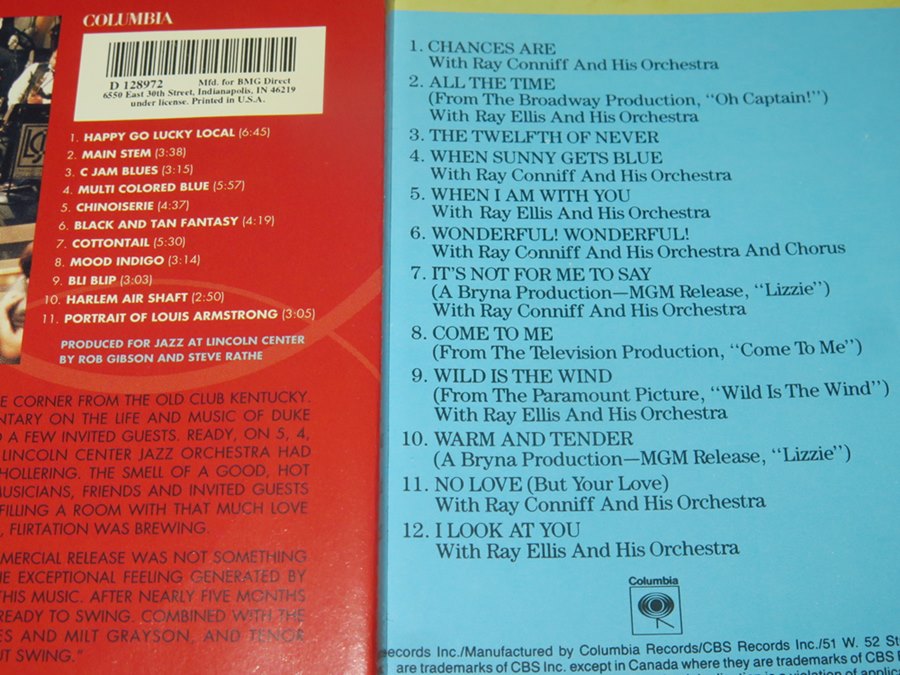 COLUMBIA
D 128972 Mfd. for BMG Direct
6550 East 30th Street, Indianapolis, IN 46219
under license. Printed in U.S.A.
1. HAPPY GO LUCKY LOCAL (6:45)
2. MAIN STEM (3:38)
3. C JAM BLUES (3:15)
4. MULTI COLORED BLUE (5:57)
5. CHINOISERIE (4:37)
6. BLACK AND TAN FANTASY (4:19)
7. COTTONTAIL (5:30)
8. MOOD INDIGO (3:14)
9. BLI BLIP (3:03)
10. HARLEM AIR SHAFT (2:50)
11. PORTRAIT OF LOUIS ARMSTRONG (3:05)
PRODUCED FOR JAZZ AT LINCOLN CENTER
BY ROB GIBSON AND STEVE RATHE
E CORNER FROM THE OLD CLUB KENTUCKY.
NTARY ON THE LIFE AND MUSIC OF DUKE
A FEW INVITED GUESTS. READY, ON 5, 4,
LINCOLN CENTER JAZZ ORCHESTRA HAD
HOLLERING. THE SMELL OF A GOOD, HOT
MUSICIANS, FRIENDS AND INVITED GUESTS
FILLING A ROOM WITH THAT MUCH LOVE
, FLIRTATION WAS BREWING.
MMERCIAL RELEASE WAS NOT SOMETHING
HE EXCEPTIONAL FEELING GENERATED BY
THIS MUSIC. AFTER NEARLY FIVE MONTHS
READY TO SWING. COMBINED WITH THE
ES AND MILT GRAYSON, AND TENOR
UT SWING."
1. CHANCES ARE
With Ray Conniff And His Orchestra
2. ALL THE TIME
(From The Broadway Production, "Oh Captain!")
With Ray Ellis And His Orchestra
3. THE TWELFTH OF NEVER
4. WHEN SUNNY GETS BLUE
With Ray Conniff And His Orchestra
5. WHEN I AM WITH YOU
With Ray Ellis And His Orchestra
6. WONDERFUL! WONDERFUL!
With Ray Conniff And His Orchestra And Chorus
7. IT'S NOT FOR ME TO SAY
(A Bryna Production—MGM Release, "Lizzie")
With Ray Conniff And His Orchestra
8. COME TO ME
(From The Television Production, "Come To Me")
9. WILD IS THE WIND
(From The Paramount Picture, "Wild Is The Wind")
With Ray Ellis And His Orchestra
10. WARM AND TENDER
(A Bryna Production—MGM Release, "Lizzie")
11. NO LOVE (But Your Love)
With Ray Conniff And His Orchestra
12. I LOOK AT YOU
With Ray Ellis And His Orchestra
Columbia
ecords Inc./Manufactured by Columbia Records/CBS Records Inc./51 W. 52 St
are trademarks of CBS Inc. except in Canada where they are trademarks of CBS
is a violation of applic